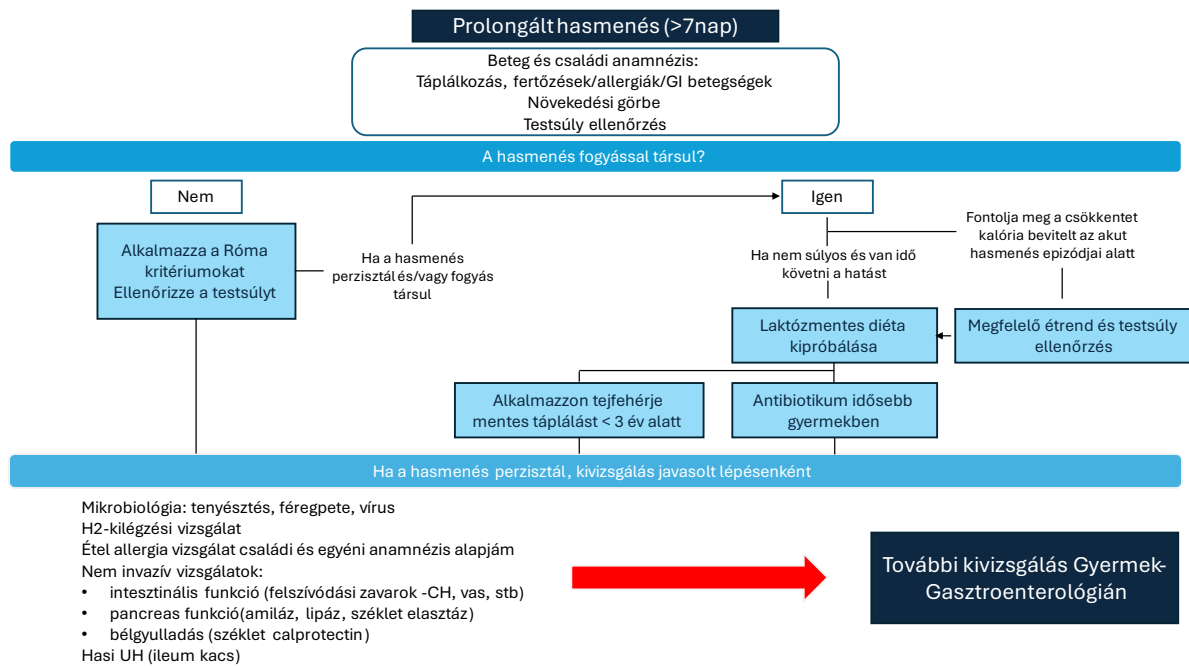 Prolongált hasmenés (>7nap)
Beteg és családi anamnézis:
Táplálkozás, fertőzések/allergiák/GI betegségek
Növekedési görbe
Testsúly ellenőrzés
A hasmenés fogyással társul?
Nem
Igen
Alkalmazza a Róma
kritériumokat
Ellenőrizze a testsúlyt
Ha a hasmenés
perzisztál és/vagy fogyás
társul
Ha nem súlyos és van idő
követni a hatást
Fontolja meg a csökkentet
kalória bevitelt az akut
hasmenés epizódjai alatt
Laktózmentes diéta
kipróbálása
Megfelelő étrend és testsúly
ellenőrzés
Alkalmazzon tejfehérje
mentes táplálást < 3 év alatt
Antibiotikum idősebb
gyermekben
Ha a hasmenés perzisztál, kivizsgálás javasolt lépésenként
Mikrobiológia: tenyésztés, féregpete, vírus
H2-kilégzési vizsgálat
Étel allergia vizsgálat családi és egyéni anamnézis alapjám
Nem invazív vizsgálatok:
• intesztinális funkció (felszívódási zavarok -CH, vas, stb)
• pancreas funkció(amiláz, lipáz, széklet elasztáz)
• bélgyulladás (széklet calprotectin)
Hasi UH (ileum kacs)
További kivizsgálás Gyermek-
Gasztroenterológián